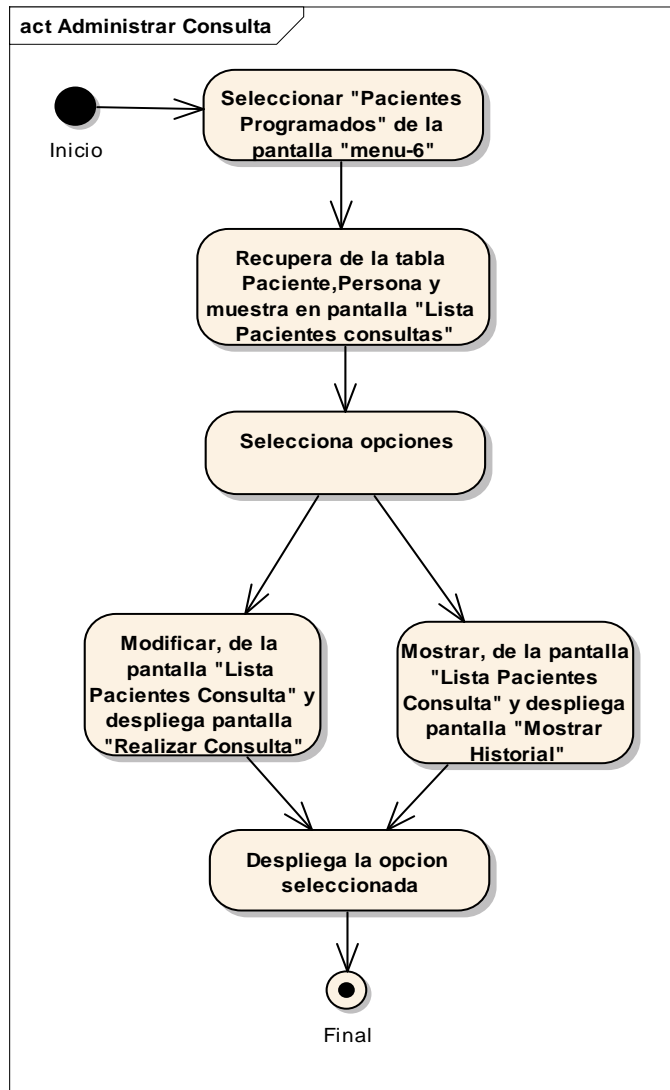 act Administrar Consulta
Inicio
Seleccionar "Pacientes
Programados" de la
pantalla "menu-6"
Recupera de la tabla
Paciente,Persona y
muestra en pantalla "Lista
Pacientes consultas"
Selecciona opciones
Modificar, de la
pantalla "Lista
Pacientes Consulta" y
despliega pantalla
"Realizar Consulta"
Mostrar, de la pantalla
"Lista Pacientes
Consulta" y despliega
pantalla "Mostrar
Historial"
Despliega la opcion
seleccionada
Final